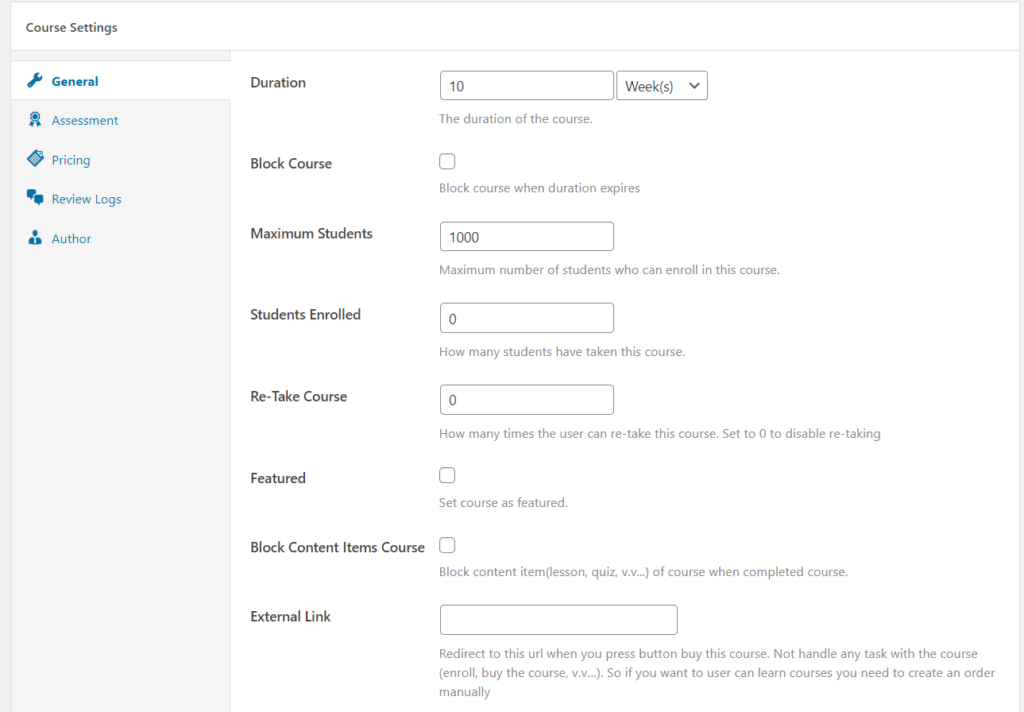 Course Settings
General
Assessment
Pricing
Review Logs
Author
Duration
10
Week(s)
The duration of the course.
Block Course
Block course when duration expires
Maximum Students
1000
Maximum number of students who can enroll in this course.
Students Enrolled
0
How many students have taken this course.
Re-Take Course
0
How many times the user can re-take this course. Set to 0 to disable re-taking
Featured
Set course as featured.
Block Content Items Course
Block content item(lesson, quiz, v.v...) of course when completed course.
External Link
Redirect to this url when you press button buy this course. Not handle any task with the course
(enroll, buy the course, v.v...). So if you want to user can learn courses you need to create an order
manually